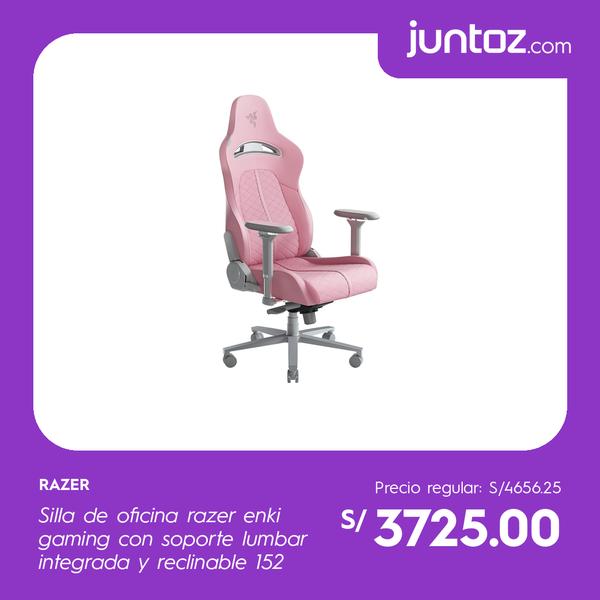 juntoz.com
RAZER
Silla de oficina razer enki
gaming con soporte lumbar
integrada y reclinable 152
Precio regular: S/4656.25
S/ 3725.00